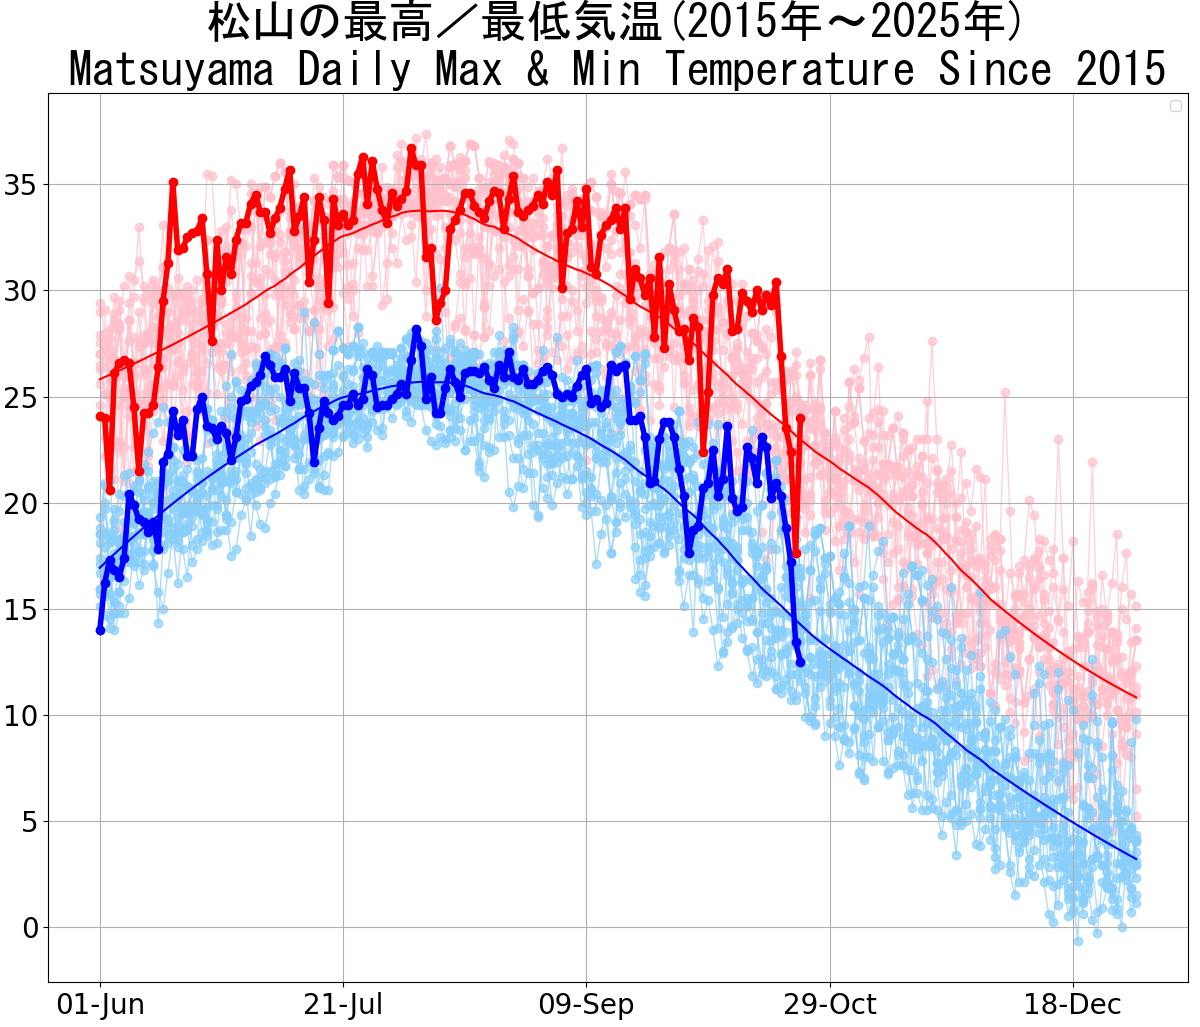 松山の最高／最低気温(2015年～2025年)
Matsuyama Daily Max & Min Temperature Since 2015
35
30
25
20
15
10
5
0
01-Jun 21-Jul 09-Sep 29-Oct 18-Dec